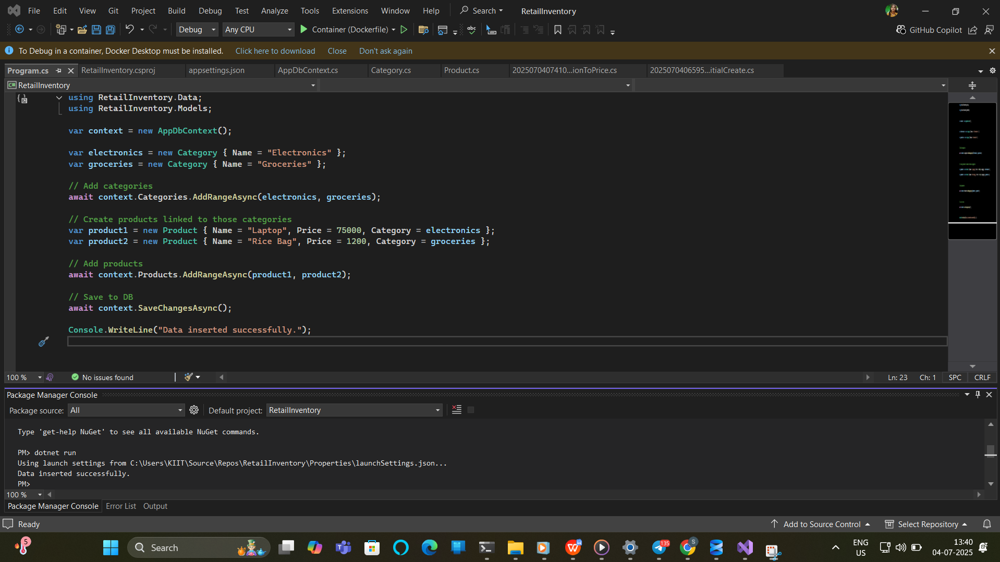 File Edit View Git Project Build Debug Test Analyze Tools Extensions Window Help Search RetailInventory
Debug Any CPU Container (Dockerfile) abc GitHub Copilot
To Debug in a container, Docker Desktop must be installed. Click here to download Close Don't ask again
Program.cs RetailInventory.csproj appsettings.json AppDbContext.cs Category.cs Product.cs 2025070407410...ionToPrice.cs 2025070406595...itialCreate.cs
C# RetailInventory
using RetailInventory.Data;
using RetailInventory.Models;
var context = new AppDbContext();
var electronics = new Category { Name = "Electronics" };
var groceries = new Category { Name = "Groceries" };
// Add categories
await context.Categories.AddRangeAsync(electronics, groceries);
// Create products linked to those categories
var product1 = new Product { Name = "Laptop", Price = 75000, Category = electronics };
var product2 = new Product { Name = "Rice Bag", Price = 1200, Category = groceries };
// Add products
await context.Products.AddRangeAsync(product1, product2);
// Save to DB
await context.SaveChangesAsync();
Console.WriteLine("Data inserted successfully.");
100 % No issues found Ln: 23 Ch: 1 SPC CRLF
Package Manager Console
Package source: All Default project: RetailInventory
Type 'get-help NuGet' to see all available NuGet commands.
PM> dotnet run
Using launch settings from C:\Users\KIIT\Source\Repos\RetailInventory\Properties\launchSettings.json...
Data inserted successfully.
PM>
100 %
Package Manager Console Error List Output
Ready Add to Source Control Select Repository
5 Search 135 S ENG US 13:40 04-07-2025